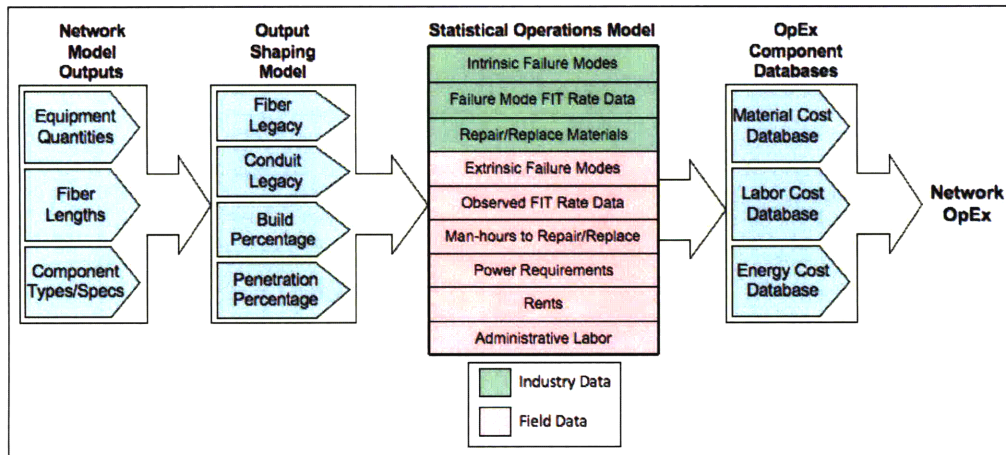 Network
Model
Outputs
Equipment
Quantities
Fiber
Lengths
Component
Types/Specs
Output
Shaping
Model
Fiber
Legacy
Conduit
Legacy
Build
Percentage
Penetration
Percentage
Statistical Operations Model
Intrinsic Failure Modes
Failure Mode FIT Rate Data
Repair/Replace Materials
Extrinsic Failure Modes
Observed FIT Rate Data
Man-hours to Repair/Replace
Power Requirements
Rents
Administrative Labor
Industry Data
Field Data
OpEx
Component
Databases
Material Cost
Database
Labor Cost
Database
Energy Cost
Database
Network
OpEx